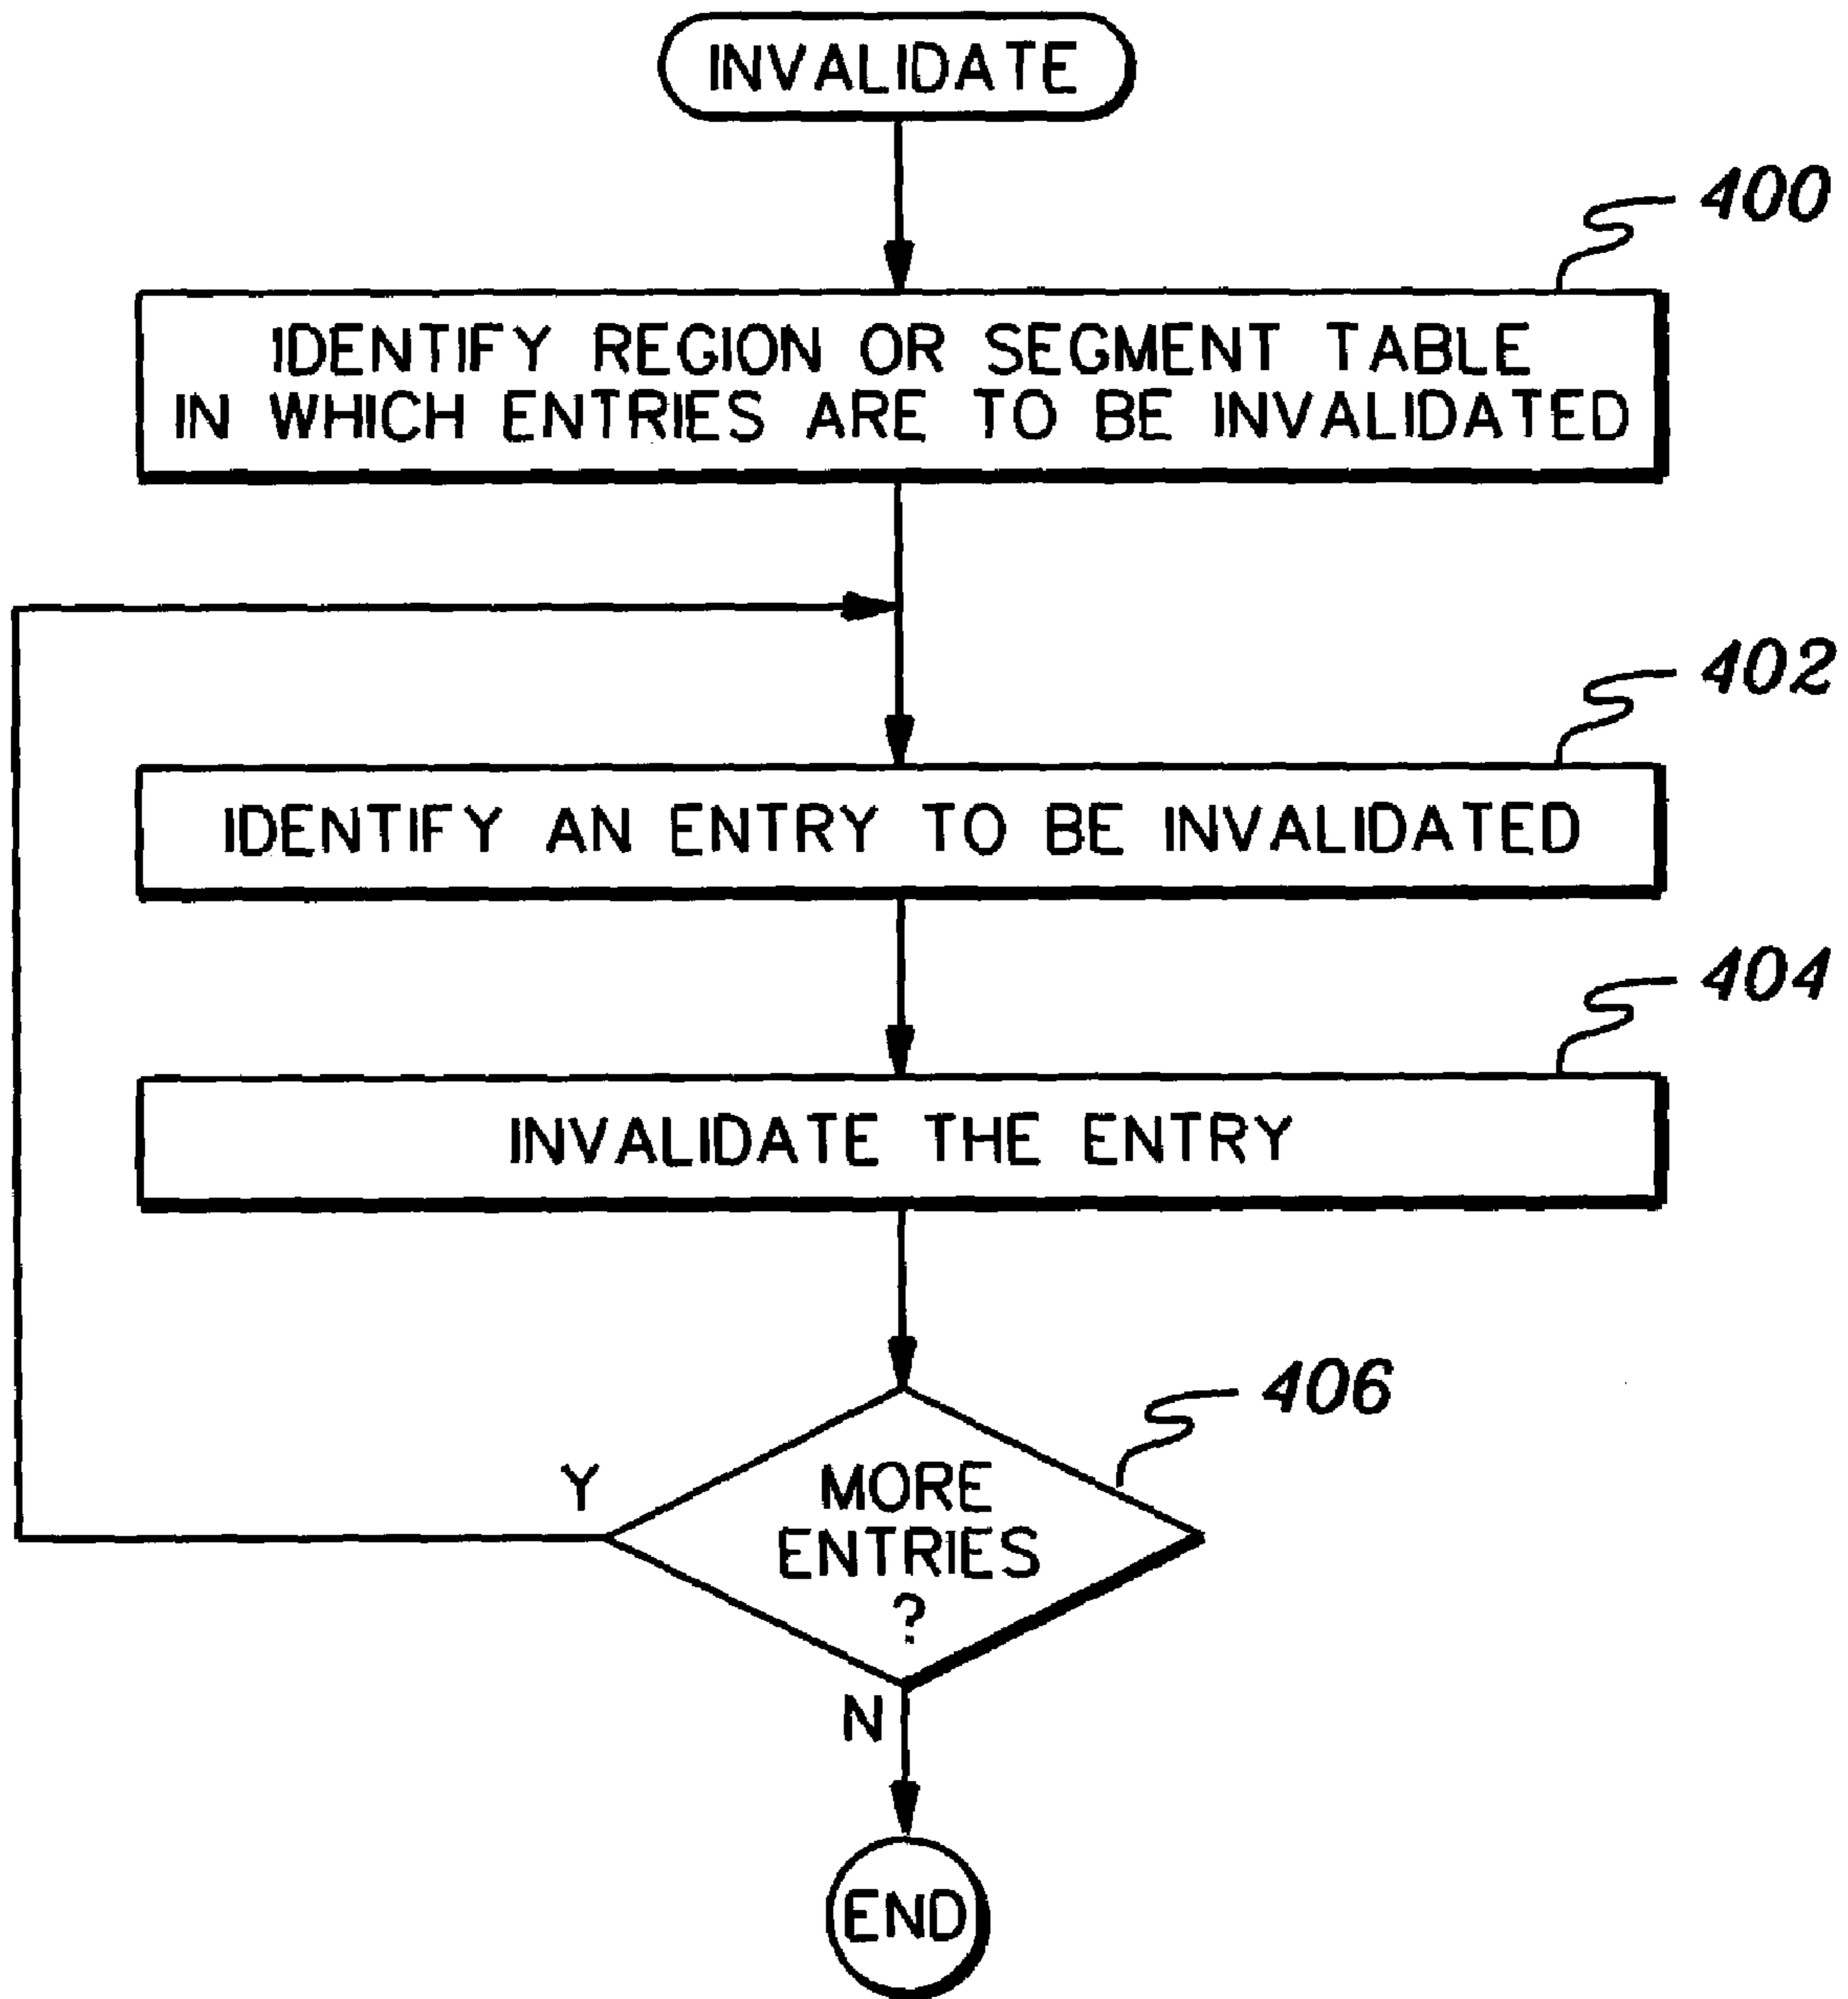 INVALIDATE
400
IDENTIFY REGION OR SEGMENT TABLE
IN WHICH ENTRIES ARE TO BE INVALIDATED
402
IDENTIFY AN ENTRY TO BE INVALIDATED
404
INVALIDATE THE ENTRY
406
Y
MORE
ENTRIES
?
N
END